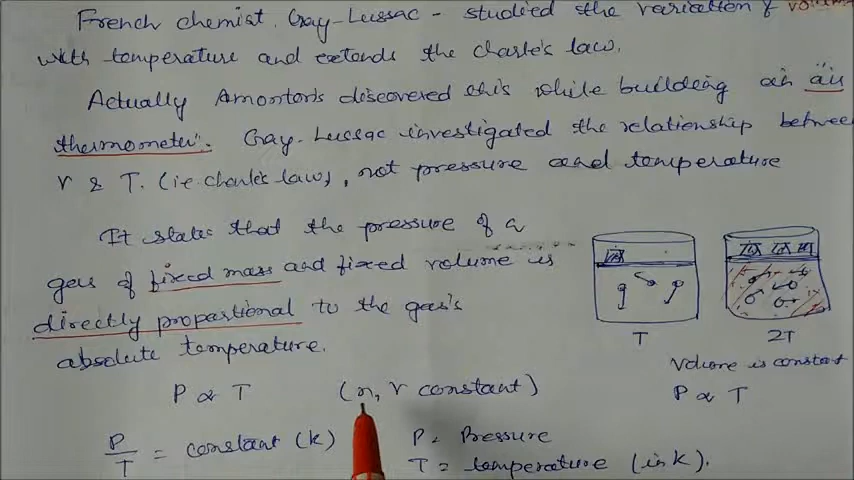 French chemist. Gay-Lussac - studied the variation of volume
with temperature and extends the charle's law.
Actually Amontons discovered this while building an "air
thermometer". Gay-Lussac investigated the relationship between
V & T. (i.e. charle's law), not pressure and temperature
It state that the pressure of a
gas of fixed mass and fixed volume is
directly propostional to the gas's
absolute temperature.
T 2T
Volume is constant
P ∝ T (n, V constant) P ∝ T
P/T = constant (k) P = Pressure
T = temperature (in K).